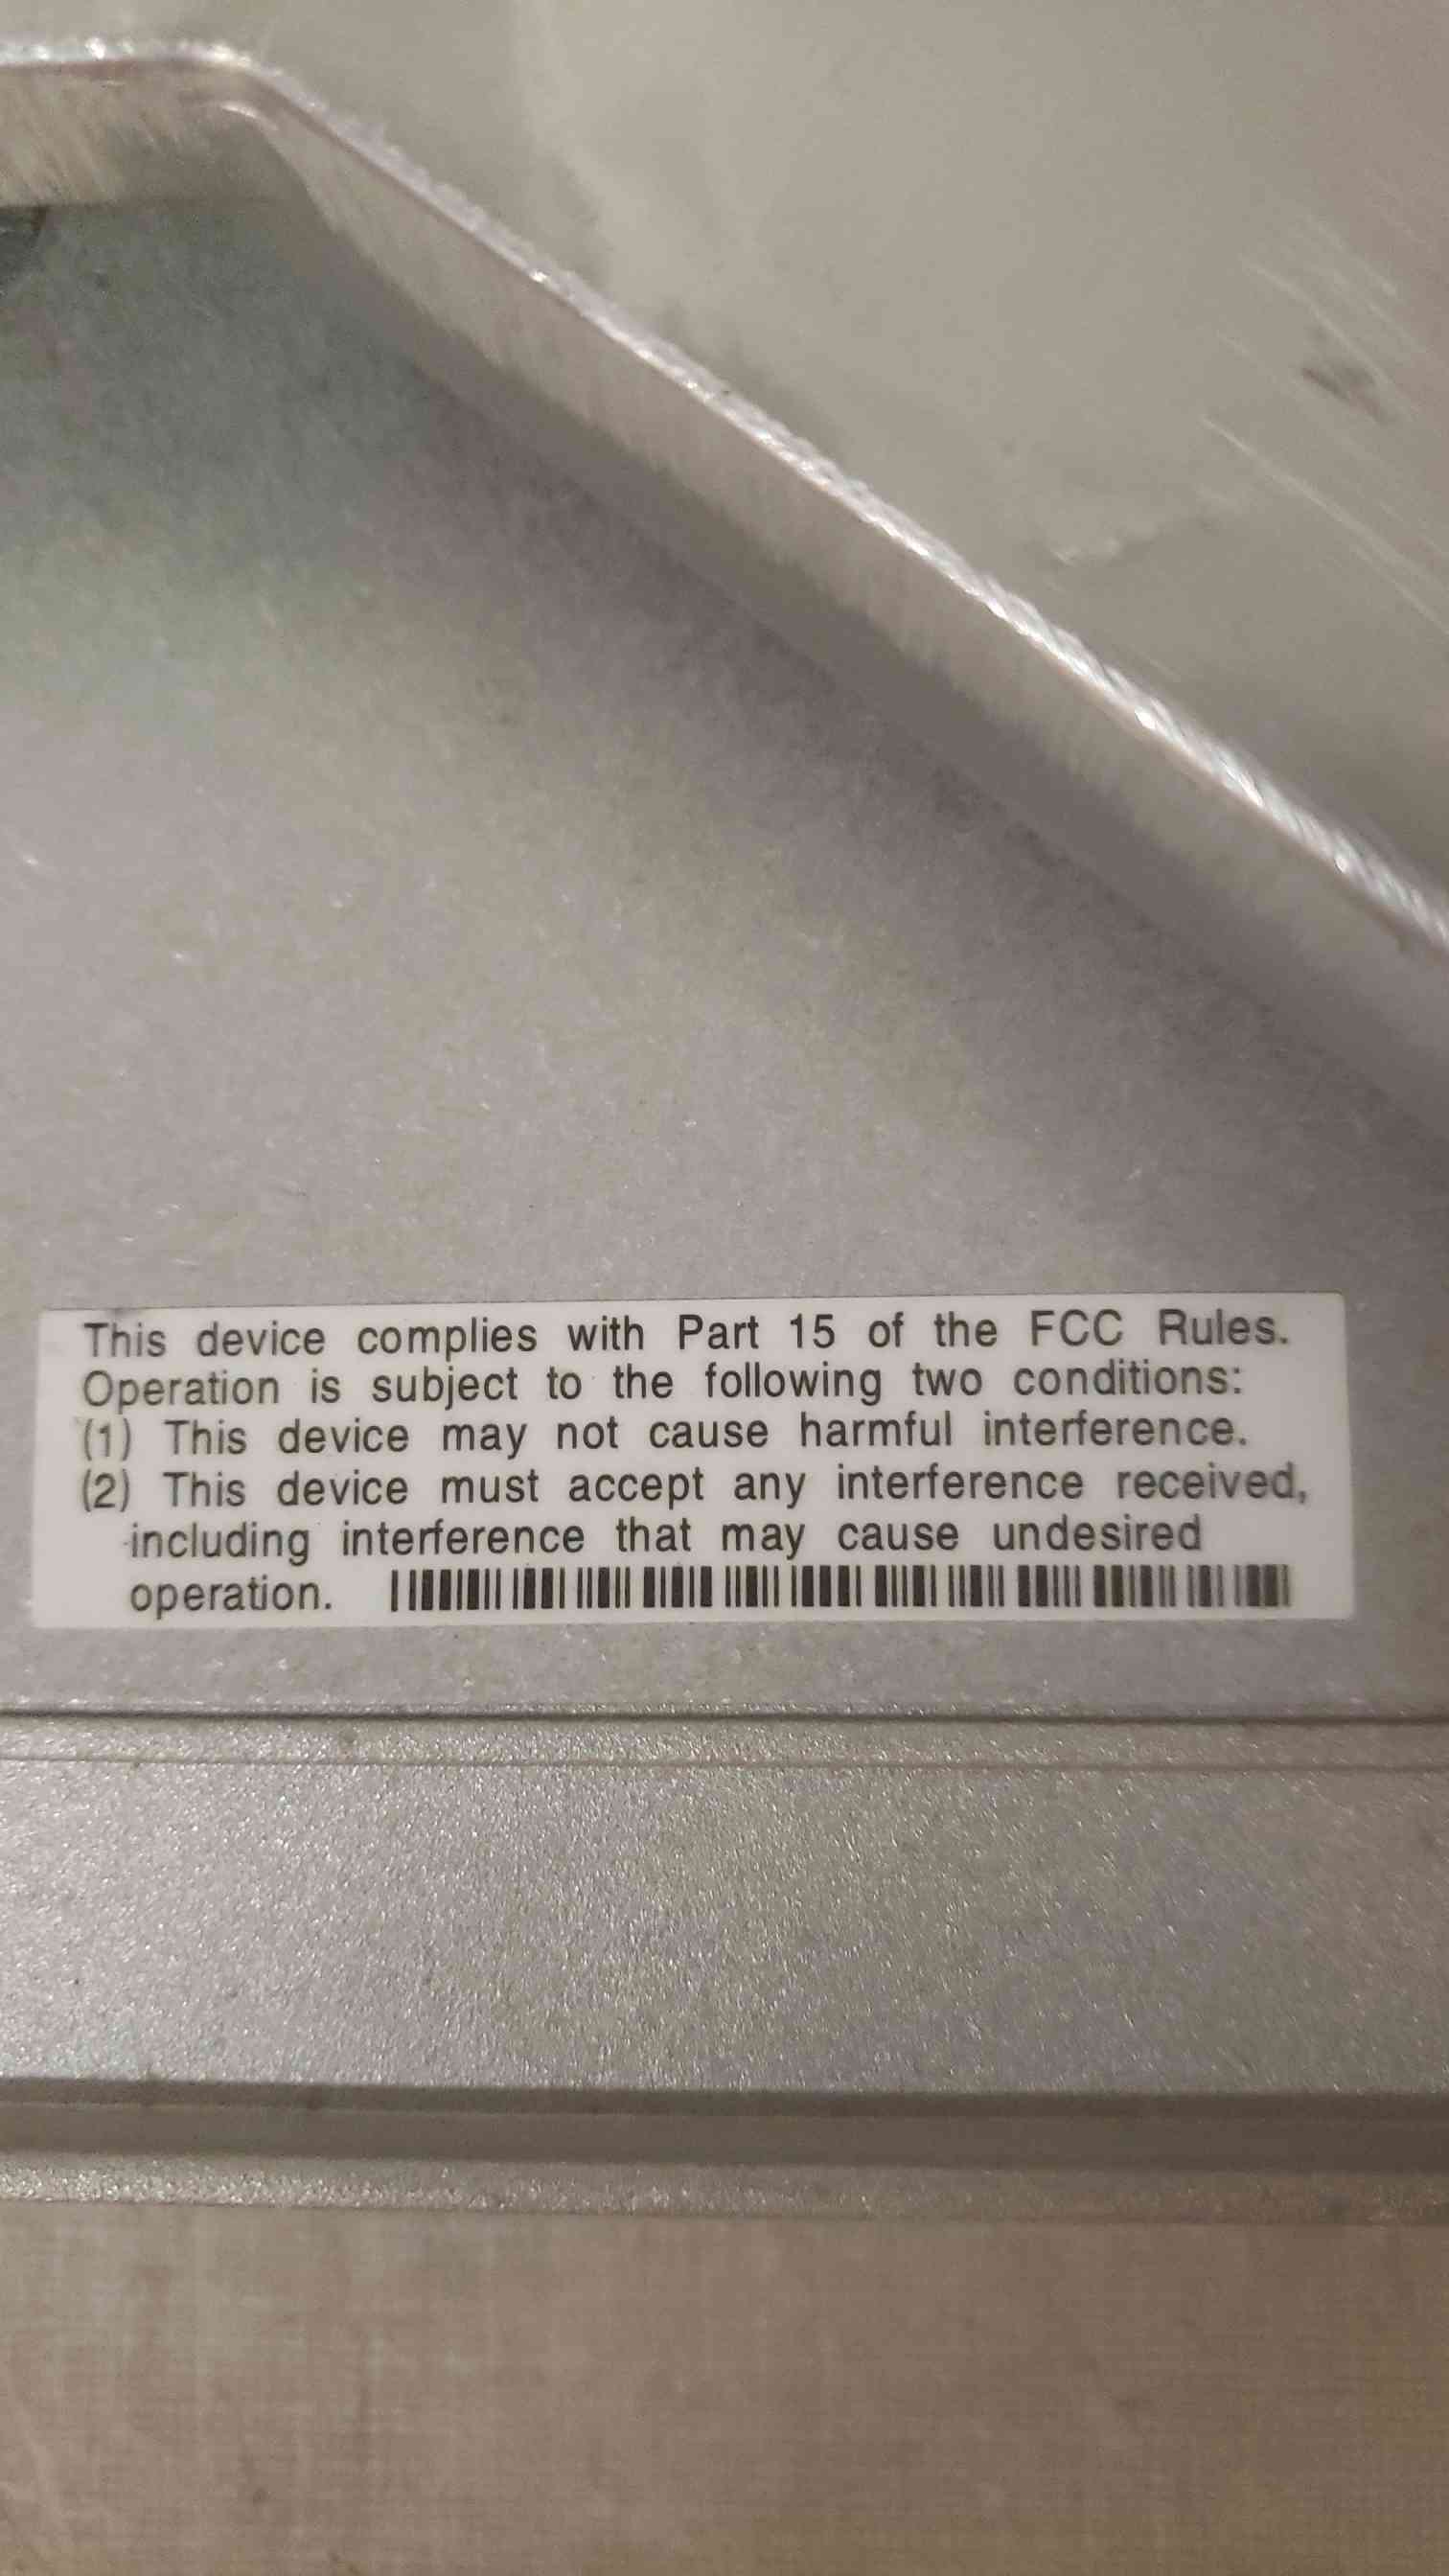 This device complies with Part 15 of the FCC Rules.
Operation is subject to the following two conditions:
(1) This device may not cause harmful interference.
(2) This device must accept any interference received,
including interference that may cause undesired
operation.